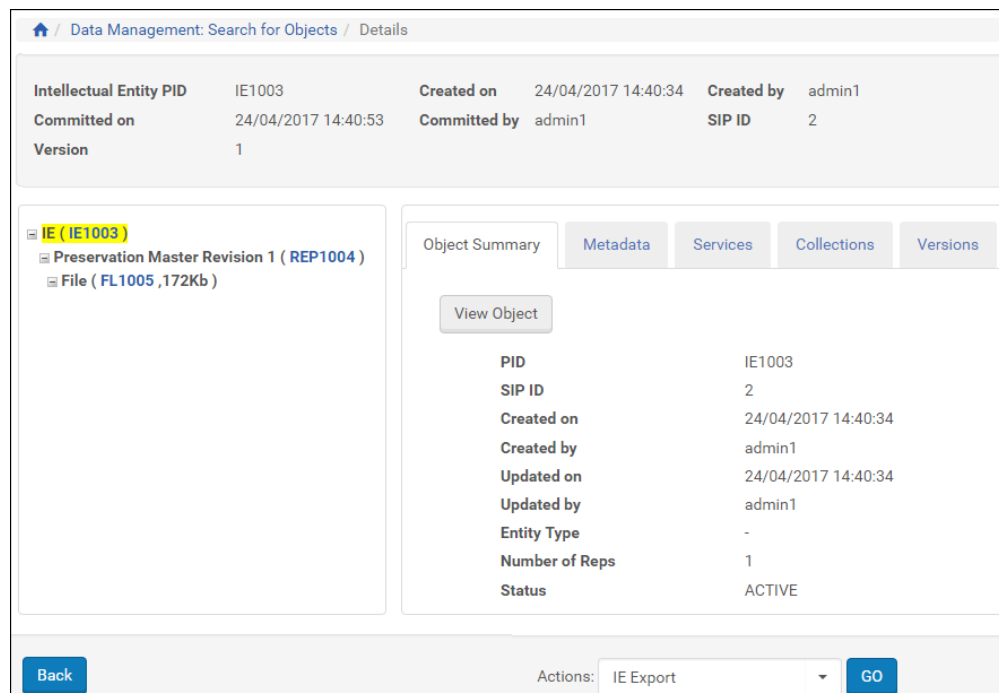 / Data Management: Search for Objects / Details
Intellectual Entity PID IE1003 Created on 24/04/2017 14:40:34 Created by admin1
Committed on 24/04/2017 14:40:53 Committed by admin1 SIP ID 2
Version 1
IE ( IE1003 )
Preservation Master Revision 1 ( REP1004 )
File ( FL1005 ,172Kb )
Object Summary Metadata Services Collections Versions
View Object
PID IE1003
SIP ID 2
Created on 24/04/2017 14:40:34
Created by admin1
Updated on 24/04/2017 14:40:34
Updated by admin1
Entity Type -
Number of Reps 1
Status ACTIVE
Back Actions: IE Export GO